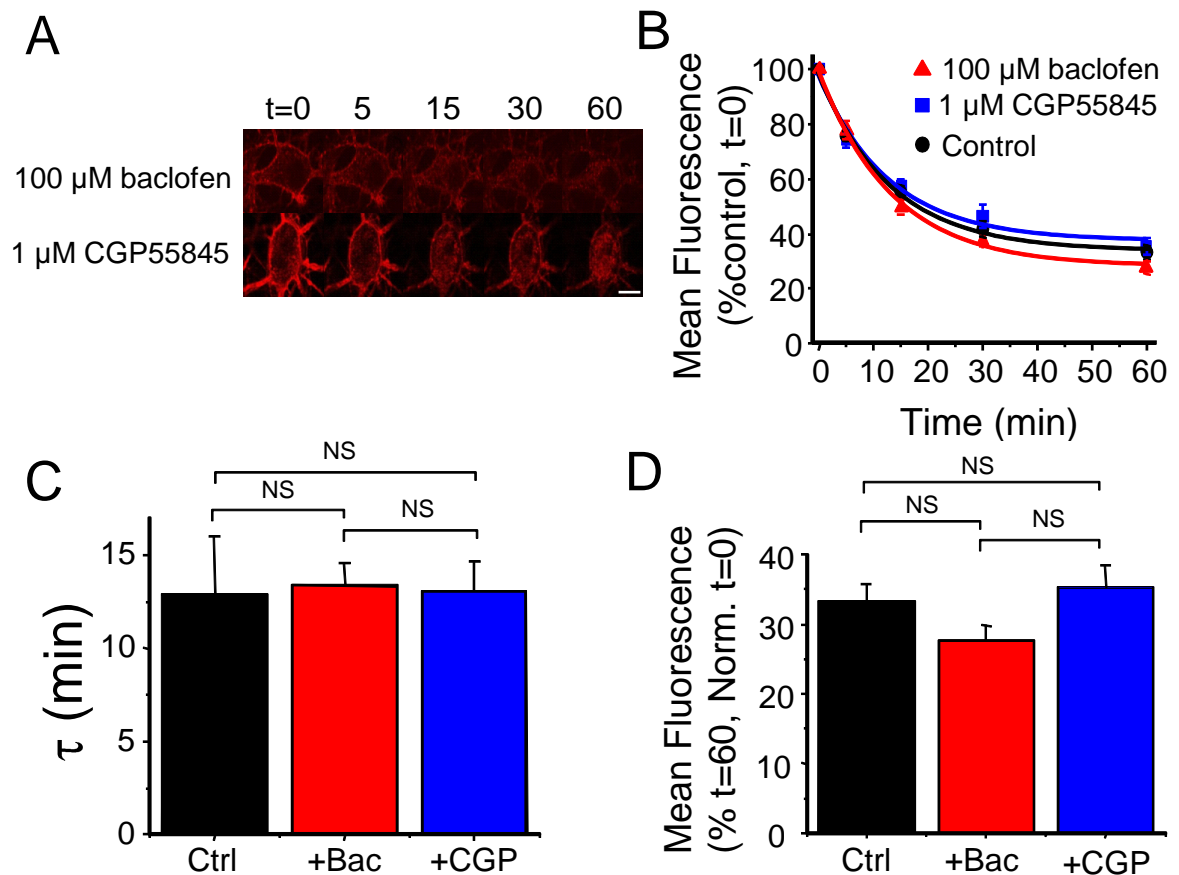 A
t=0 5 15 30 60
100 µM baclofen
1 µM CGP55845
B
Mean Fluorescence
(%control, t=0)
100
80
60
40
20
0
100 µM baclofen
1 µM CGP55845
Control
0 10 20 30 40 50 60
Time (min)
C
NS
NS
NS
τ (min)
15
10
5
0
Ctrl +Bac +CGP
D
NS
NS
NS
Mean Fluorescence
(% t=60, Norm. t=0)
40
30
20
10
0
Ctrl +Bac +CGP